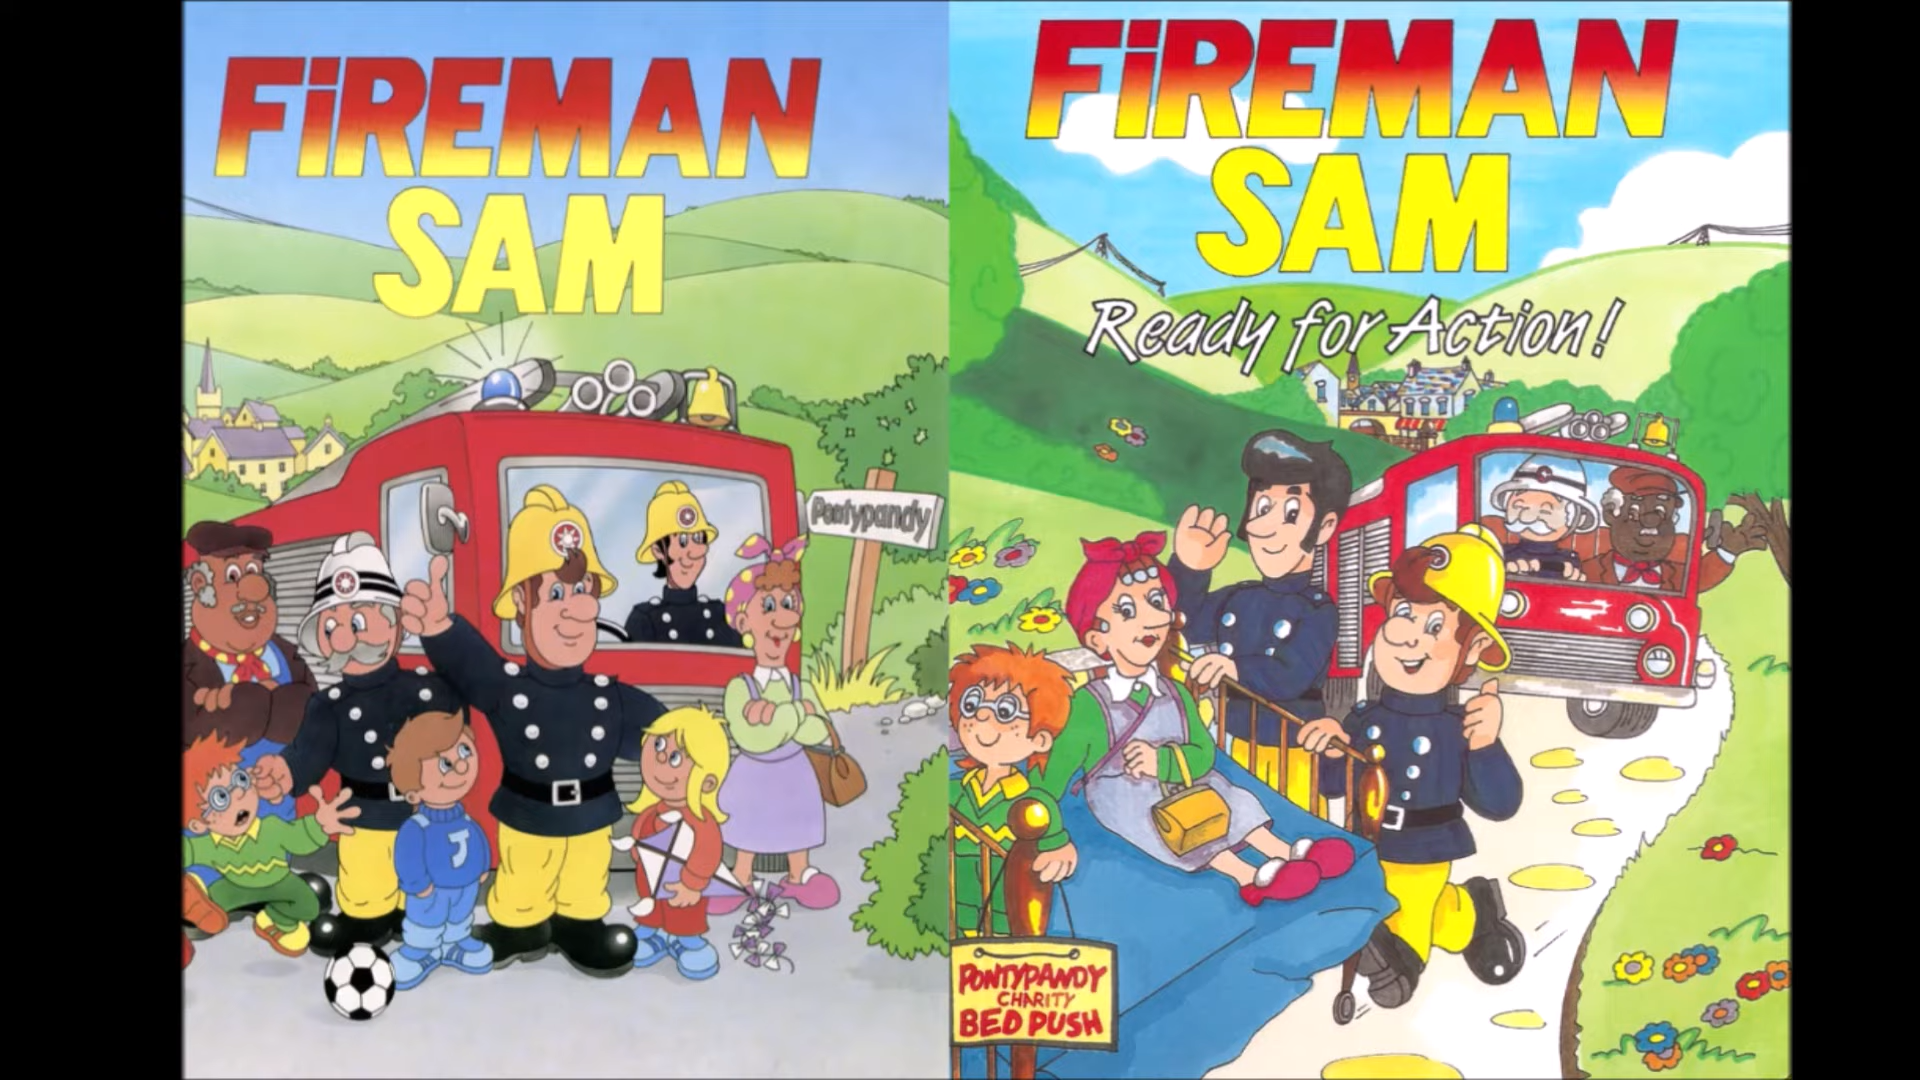 FiREMAN
SAM
Pontypandy
J
FiREMAN
SAM
Ready for Action!
PONTYPANDY
CHARITY
BED PUSH